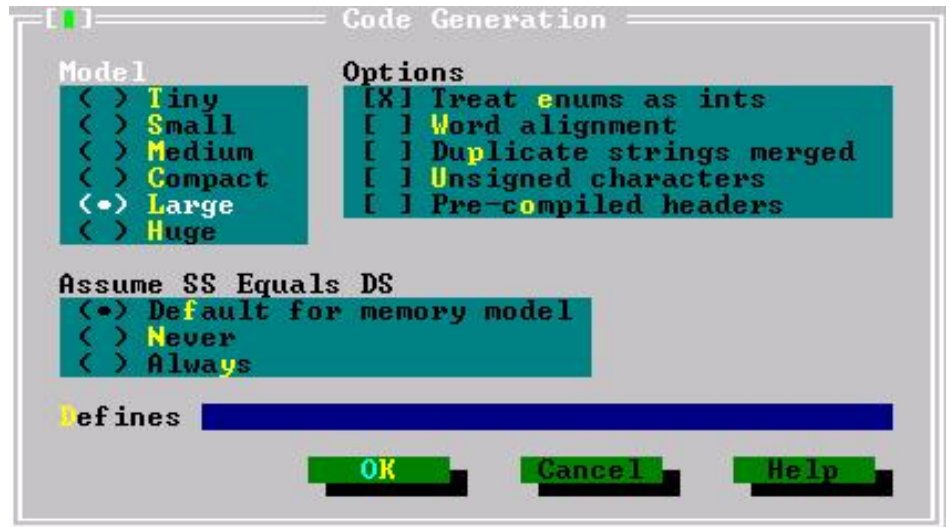 [■] Code Generation
Model
( ) Tiny
( ) Small
( ) Medium
( ) Compact
(•) Large
( ) Huge
Options
[X] Treat enums as ints
[ ] Word alignment
[ ] Duplicate strings merged
[ ] Unsigned characters
[ ] Pre-compiled headers
Assume SS Equals DS
(•) Default for memory model
( ) Never
( ) Always
Defines
OK Cancel Help